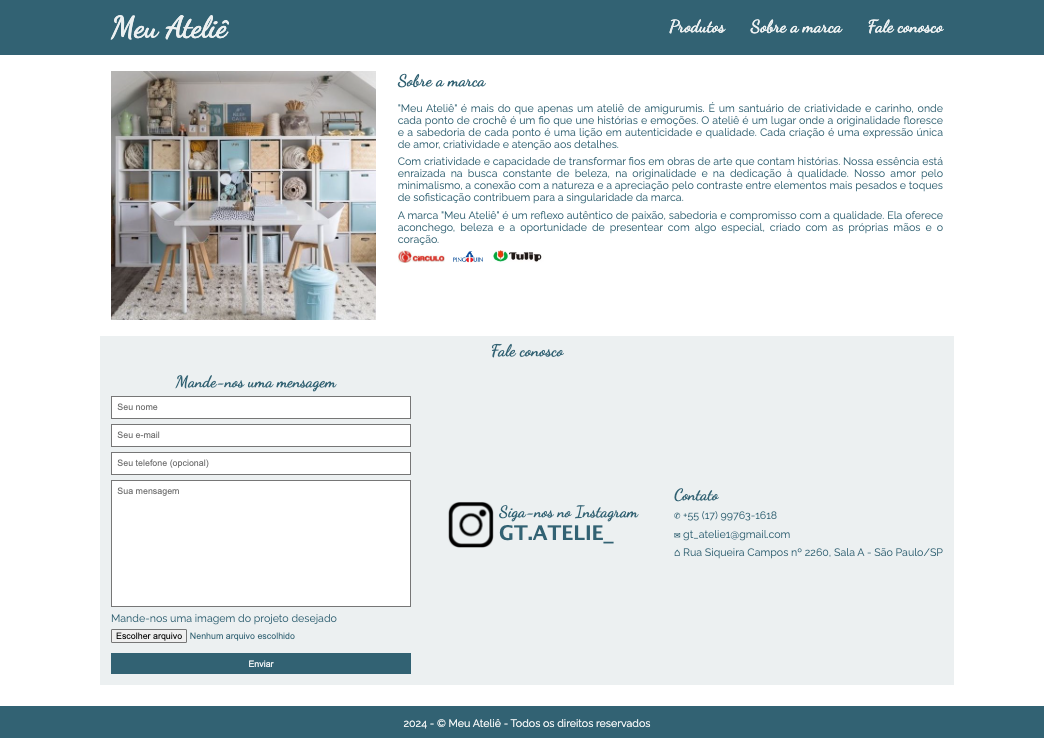 Meu Ateliê
Produtos
Sobre a marca
Fale conosco
Sobre a marca
"Meu Ateliê" é mais do que apenas um ateliê de amigurumis. É um santuário de criatividade e carinho, onde
cada ponto de crochê é um fio que une histórias e emoções. O ateliê é um lugar onde a originalidade floresce
e a sabedoria de cada ponto é uma lição em autenticidade e qualidade. Cada criação é uma expressão única
de amor, criatividade e atenção aos detalhes.
Com criatividade e capacidade de transformar fios em obras de arte que contam histórias. Nossa essência está
enraizada na busca constante de beleza, na originalidade e na dedicação à qualidade. Nosso amor pelo
minimalismo, a conexão com a natureza e a apreciação pelo contraste entre elementos mais pesados e toques
de sofisticação contribuem para a singularidade da marca.
A marca "Meu Ateliê" é um reflexo autêntico de paixão, sabedoria e compromisso com a qualidade. Ela oferece
aconchego, beleza e a oportunidade de presentear com algo especial, criado com as próprias mãos e o
coração.
CIRCULO
PINGOUIN
Tulip
Fale conosco
Mande-nos uma mensagem
Seu nome
Seu e-mail
Seu telefone (opcional)
Sua mensagem
Mande-nos uma imagem do projeto desejado
Escolher arquivo Nenhum arquivo escolhido
Enviar
Siga-nos no Instagram
GT.ATELIE_
Contato
✆ +55 (17) 99763-1618
✉ gt_atelie1@gmail.com
⌂ Rua Siqueira Campos nº 2260, Sala A - São Paulo/SP
2024 - © Meu Ateliê - Todos os direitos reservados